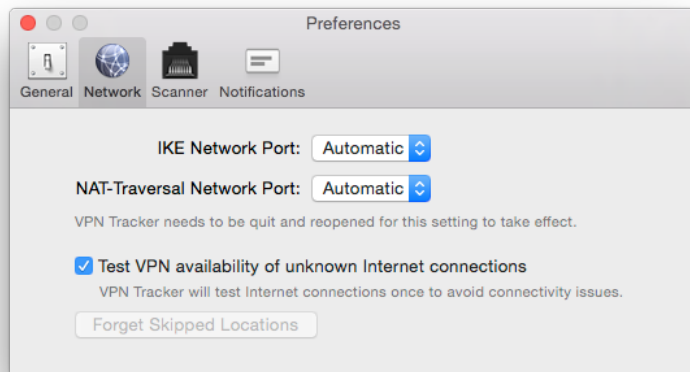 Preferences
General Network Scanner Notifications
IKE Network Port: Automatic
NAT-Traversal Network Port: Automatic
VPN Tracker needs to be quit and reopened for this setting to take effect.
Test VPN availability of unknown Internet connections
VPN Tracker will test Internet connections once to avoid connectivity issues.
Forget Skipped Locations